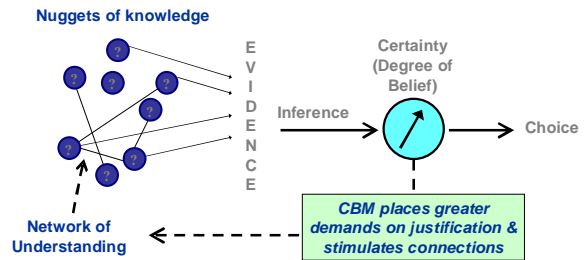 Nuggets of knowledge
?
?
?
?
?
?
?
?
E
V
I
D
E
N
C
E
Certainty
(Degree of
Belief)
Inference
Choice
Network of
Understanding
CBM places greater
demands on justification &
stimulates connections